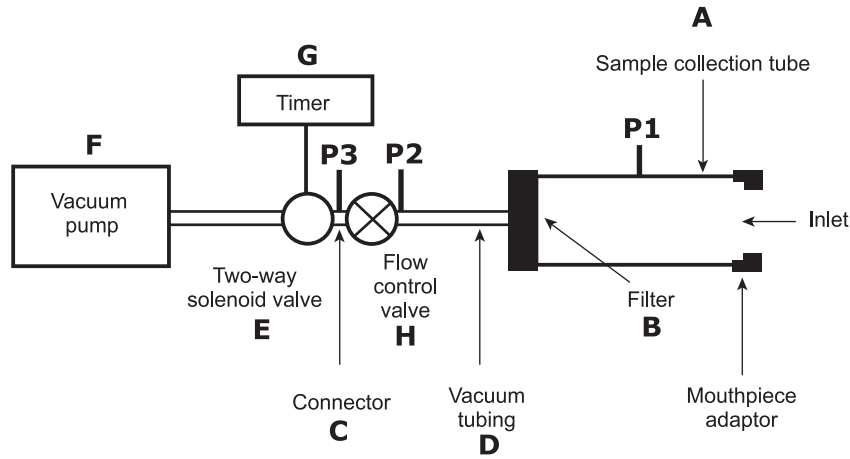 A
Sample collection tube
G
Timer
P1
F
P3
P2
Vacuum
pump
Inlet
Two-way
solenoid valve
E
Flow
control
valve
H
Filter
B
Connector
C
Vacuum
tubing
D
Mouthpiece
adaptor